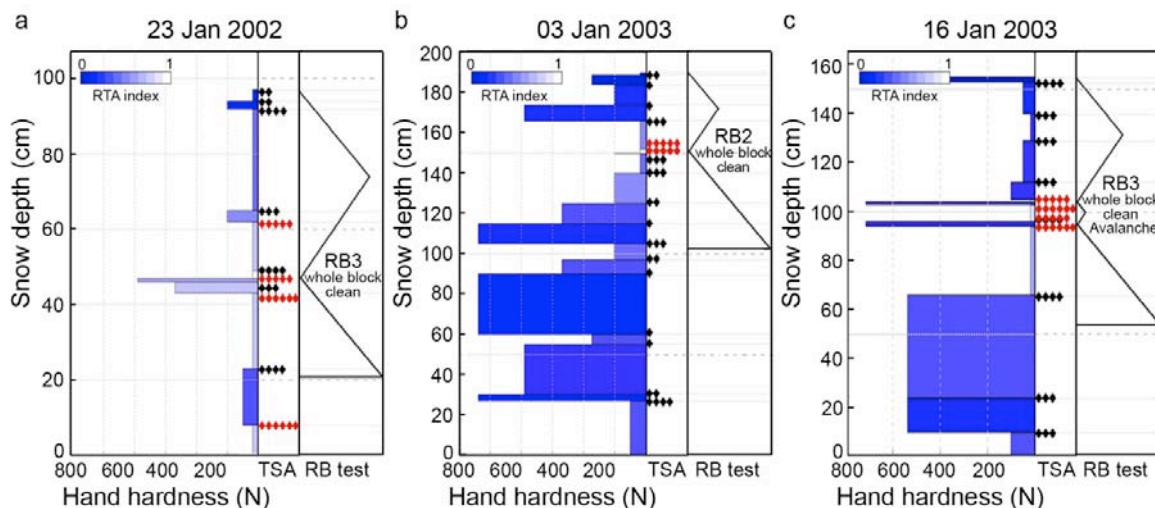 a
23 Jan 2002
0
1
RTA index
100
80
60
40
20
0
Snow depth (cm)
RB3
whole block
clean
800
600
400
200
TSA
RB test
Hand hardness (N)
b
03 Jan 2003
0
1
RTA index
200
180
160
140
120
100
80
60
40
20
0
Snow depth (cm)
RB2
whole block
clean
800
600
400
200
TSA
RB test
Hand hardness (N)
c
16 Jan 2003
0
1
RTA index
160
140
120
100
80
60
40
20
0
Snow depth (cm)
RB3
whole block
clean
Avalanche
800
600
400
200
TSA
RB test
Hand hardness (N)